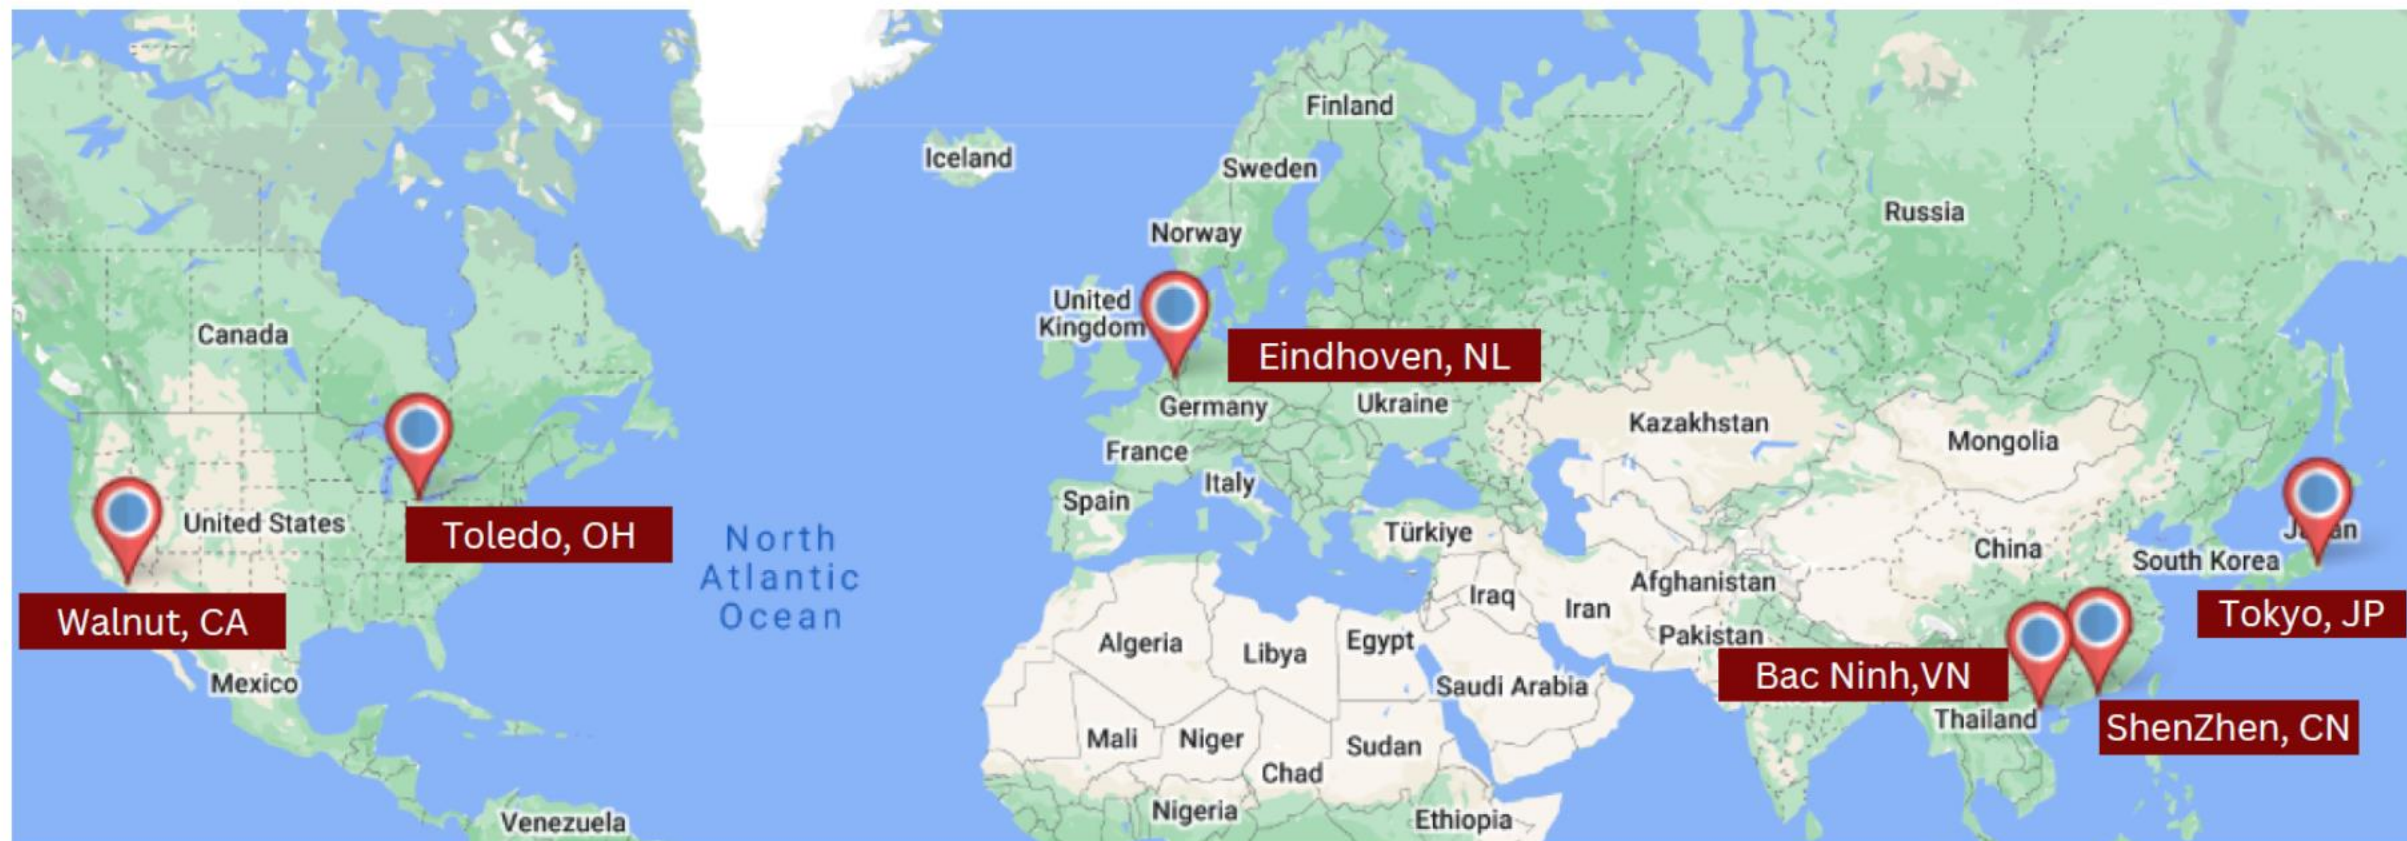 Finland
Iceland
Sweden
Russia
Norway
United
Kingdom
Canada
Eindhoven, NL
Germany
Ukraine
Kazakhstan
Mongolia
France
Italy
Spain
United States
Toledo, OH
North
Atlantic
Ocean
Türkiye
China
South Korea
Japan
Afghanistan
Iraq
Iran
Walnut, CA
Tokyo, JP
Algeria
Libya
Egypt
Pakistan
Mexico
Saudi Arabia
Bac Ninh,VN
Thailand
ShenZhen, CN
Mali
Niger
Sudan
Chad
Nigeria
Ethiopia
Venezuela